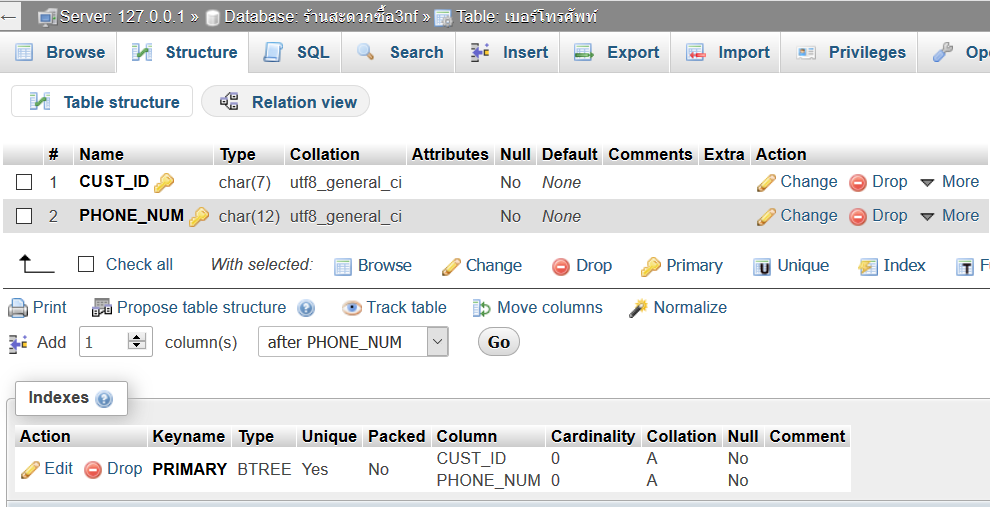 ← Server: 127.0.0.1 » Database: ร้านสะดวกซื้อ3nf » Table: เบอร์โทรศัพท์
Browse Structure SQL Search Insert Export Import Privileges Ope
Table structure Relation view
# Name Type Collation Attributes Null Default Comments Extra Action
1 CUST_ID char(7) utf8_general_ci No None Change Drop More
2 PHONE_NUM char(12) utf8_general_ci No None Change Drop More
Check all With selected: Browse Change Drop Primary Unique Index F
Print Propose table structure Track table Move columns Normalize
Add 1 column(s) after PHONE_NUM Go
Indexes
Action Keyname Type Unique Packed Column Cardinality Collation Null Comment
Edit Drop PRIMARY BTREE Yes No CUST_ID 0 A No
PHONE_NUM 0 A No